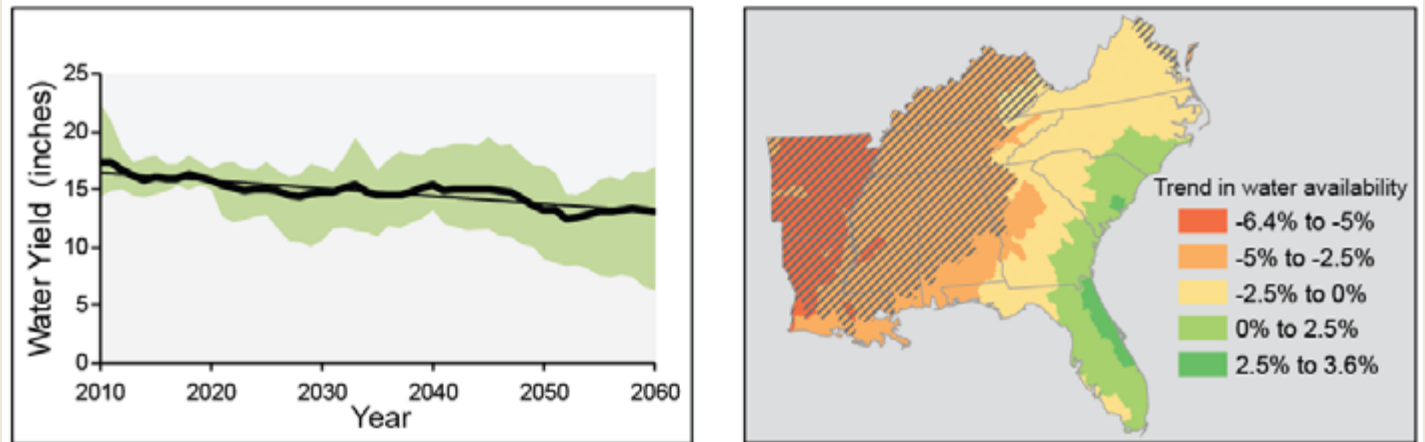 25
20
15
10
5
0
Water Yield (inches)
2010 2020 2030 2040 2050 2060
Year
Trend in water availability
-6.4% to -5%
-5% to -2.5%
-2.5% to 0%
0% to 2.5%
2.5% to 3.6%